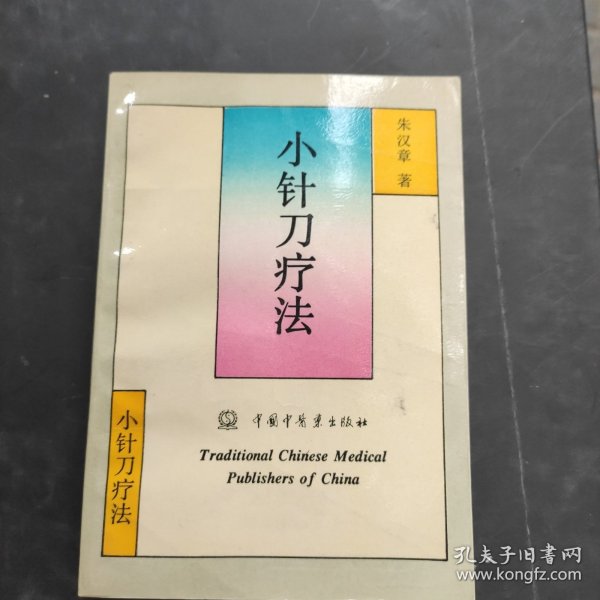 朱汉章 著
小针刀疗法
中国中医药出版社
Traditional Chinese Medical
Publishers of China
小针刀疗法
孔夫子旧书网
www.kongfz.com